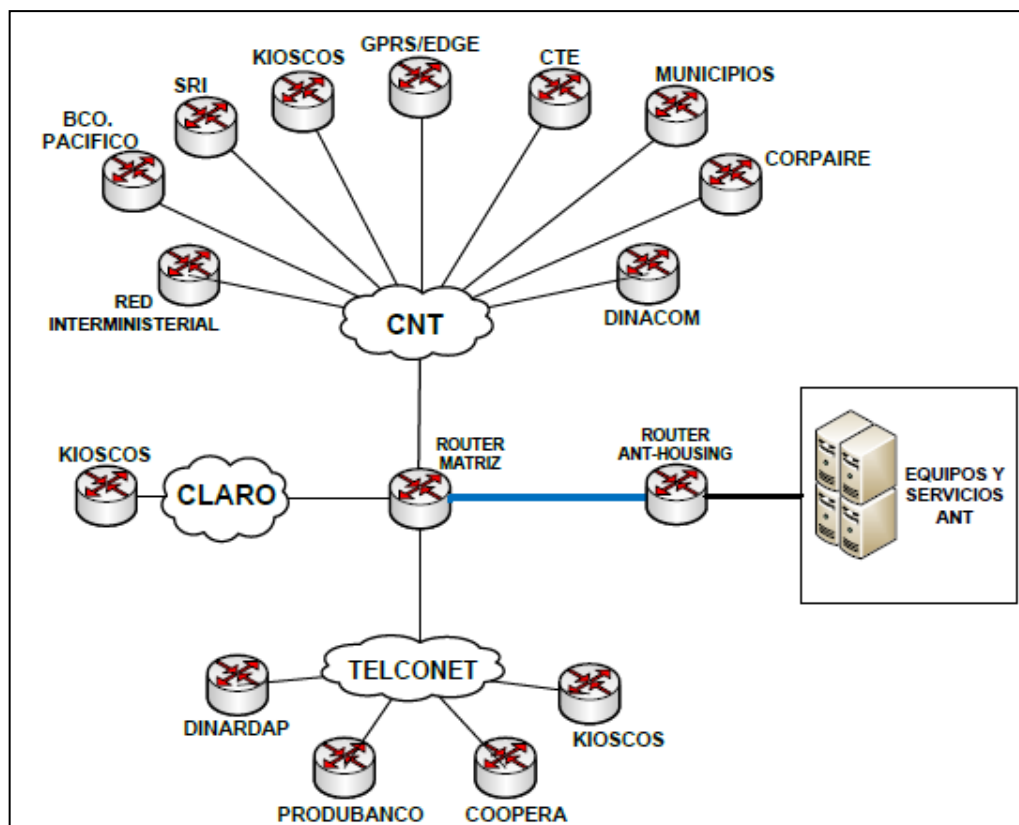 GPRS/EDGE
KIOSCOS
CTE
SRI
MUNICIPIOS
BCO.
PACIFICO
CORPAIRE
RED
INTERMINISTERIAL
CNT
DINACOM
KIOSCOS
CLARO
ROUTER
MATRIZ
ROUTER
ANT-HOUSING
EQUIPOS Y
SERVICIOS
ANT
TELCONET
DINARDAP
KIOSCOS
PRODUBANCO
COOPERA